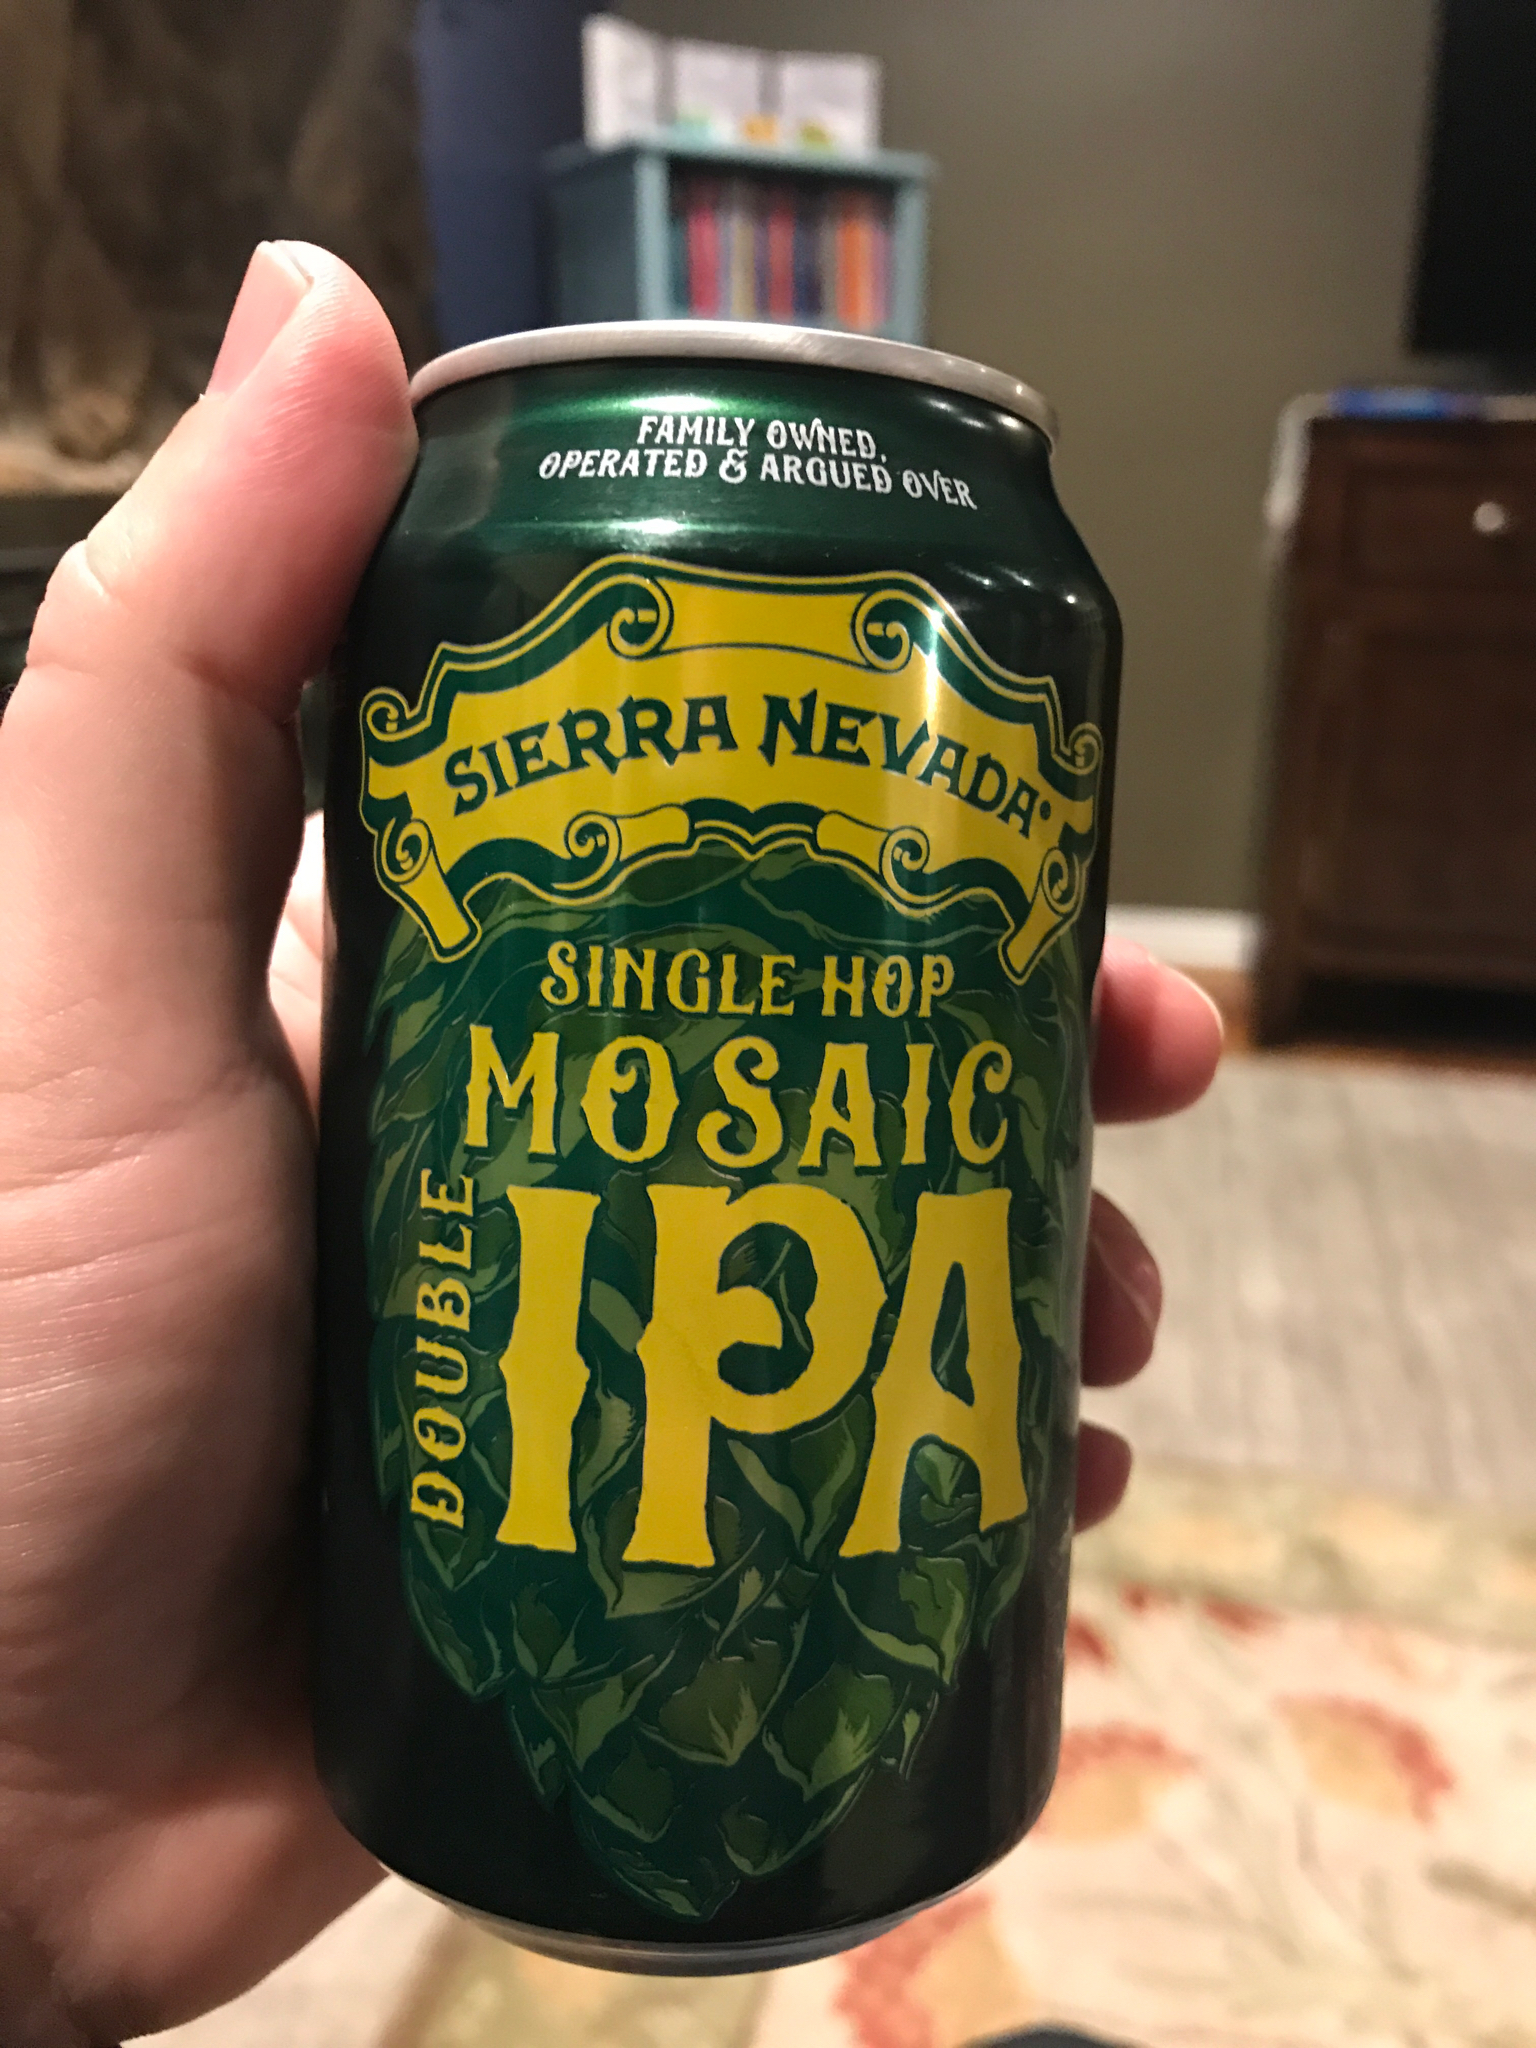 FAMILY OWNED,
OPERATED & ARGUED OVER
SIERRA NEVADA®
SINGLE HOP
MOSAIC
DOUBLE
IPA